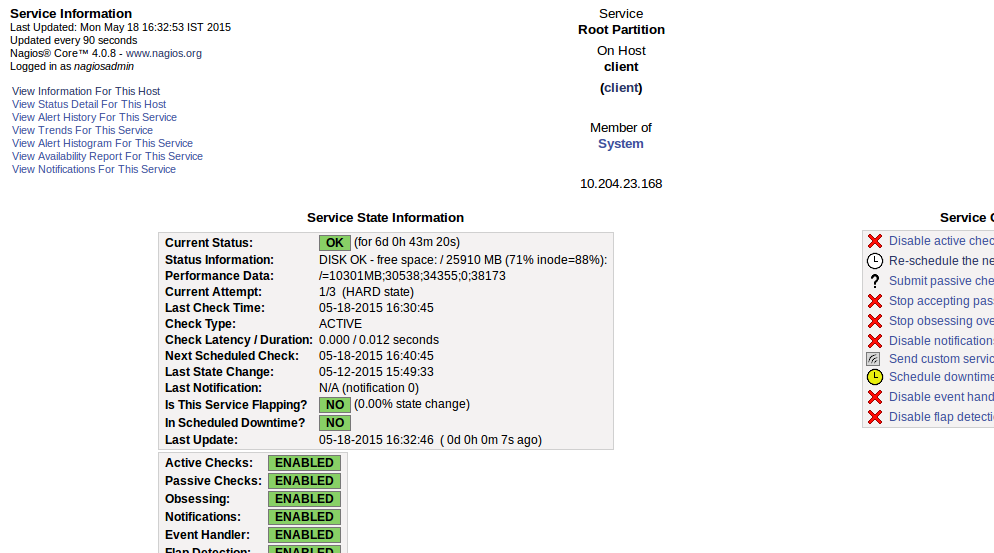 Service Information
Last Updated: Mon May 18 16:32:53 IST 2015
Updated every 90 seconds
Nagios® Core™ 4.0.8 - www.nagios.org
Logged in as nagiosadmin
View Information For This Host
View Status Detail For This Host
View Alert History For This Service
View Trends For This Service
View Alert Histogram For This Service
View Availability Report For This Service
View Notifications For This Service
Service
Root Partition
On Host
client
(client)
Member of
System
10.204.23.168
Service State Information
Current Status: OK (for 6d 0h 43m 20s)
Status Information: DISK OK - free space: / 25910 MB (71% inode=88%):
Performance Data: /=10301MB;30538;34355;0;38173
Current Attempt: 1/3 (HARD state)
Last Check Time: 05-18-2015 16:30:45
Check Type: ACTIVE
Check Latency / Duration: 0.000 / 0.012 seconds
Next Scheduled Check: 05-18-2015 16:40:45
Last State Change: 05-12-2015 15:49:33
Last Notification: N/A (notification 0)
Is This Service Flapping? NO (0.00% state change)
In Scheduled Downtime? NO
Last Update: 05-18-2015 16:32:46 ( 0d 0h 0m 7s ago)
Active Checks: ENABLED
Passive Checks: ENABLED
Obsessing: ENABLED
Notifications: ENABLED
Event Handler: ENABLED
Flap Detection: ENABLED
Service
Disable active chec
Re-schedule the ne
Submit passive che
Stop accepting pas
Stop obsessing ove
Disable notification
Send custom servic
Schedule downtime
Disable event hand
Disable flap detecti